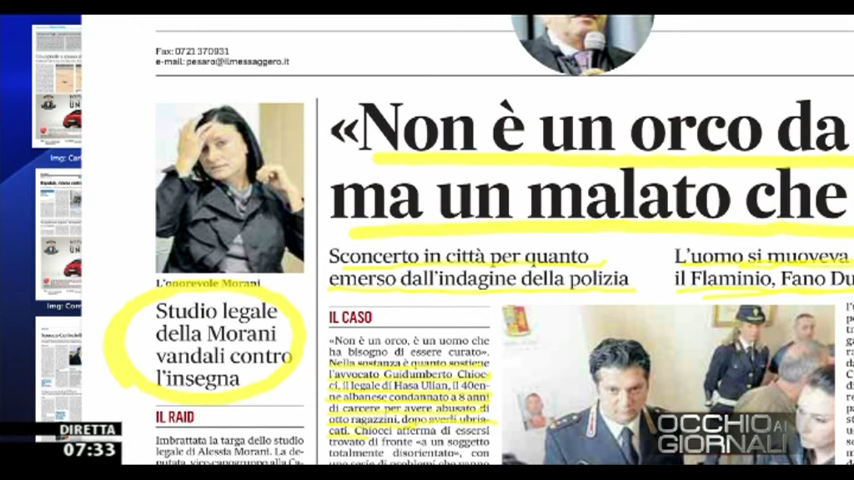 Fax: 0721 370931
e-mail: pesaro@ilmessaggero.it
«Non è un orco da
ma un malato che
Sconcerto in città per quanto
emerso dall'indagine della polizia
L'uomo si muoveva
il Flaminio, Fano Du
L'onorevole Morani
Studio legale
della Morani
vandali contro
l'insegna
IL RAID
Imbrattata la targa dello studio
legale di Alessia Morani. La de-
putata, vice-capogruppo alla Ca-
IL CASO
«Non è un orco, è un uomo che
ha bisogno di essere curato».
Nella sostanza è quanto sostiene
l'avvocato Guidumberto Chioc-
ci, il legale di Hasa Ulian, il 40en-
ne albanese condannato a 8 anni
di carcere per avere abusato di
otto ragazzini, dopo averli ubria-
cati. Chiocci afferma di essersi
trovato di fronte «a un soggetto
totalmente disorientato», con
DIRETTA
07:33
OCCHIO AI
GIORNALI